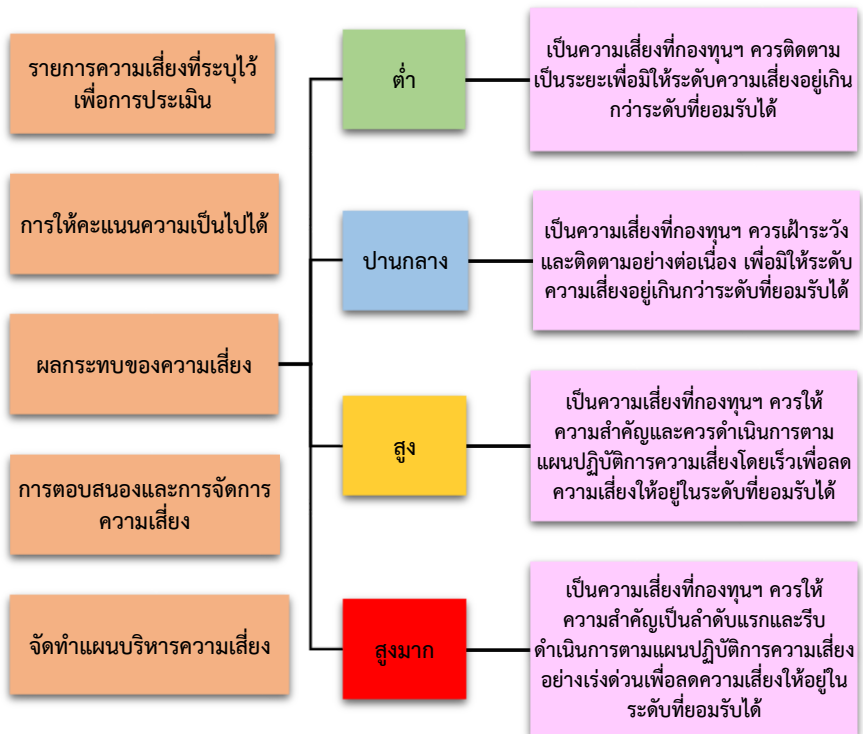 รายการความเสี่ยงที่ระบุไว้
เพื่อการประเมิน
การให้คะแนนความเป็นไปได้
ผลกระทบของความเสี่ยง
การตอบสนองและการจัดการ
ความเสี่ยง
จัดทำแผนบริหารความเสี่ยง
ต่ำ
เป็นความเสี่ยงที่กองทุนฯ ควรติดตาม
เป็นระยะเพื่อมิให้ระดับความเสี่ยงอยู่เกิน
กว่าระดับที่ยอมรับได้
ปานกลาง
เป็นความเสี่ยงที่กองทุนฯ ควรเฝ้าระวัง
และติดตามอย่างต่อเนื่อง เพื่อมิให้ระดับ
ความเสี่ยงอยู่เกินกว่าระดับที่ยอมรับได้
สูง
เป็นความเสี่ยงที่กองทุนฯ ควรให้
ความสำคัญและควรดำเนินการตาม
แผนปฏิบัติการความเสี่ยงโดยเร็วเพื่อลด
ความเสี่ยงให้อยู่ในระดับที่ยอมรับได้
สูงมาก
เป็นความเสี่ยงที่กองทุนฯ ควรให้
ความสำคัญเป็นลำดับแรกและรีบ
ดำเนินการตามแผนปฏิบัติการความเสี่ยง
อย่างเร่งด่วนเพื่อลดความเสี่ยงให้อยู่ใน
ระดับที่ยอมรับได้